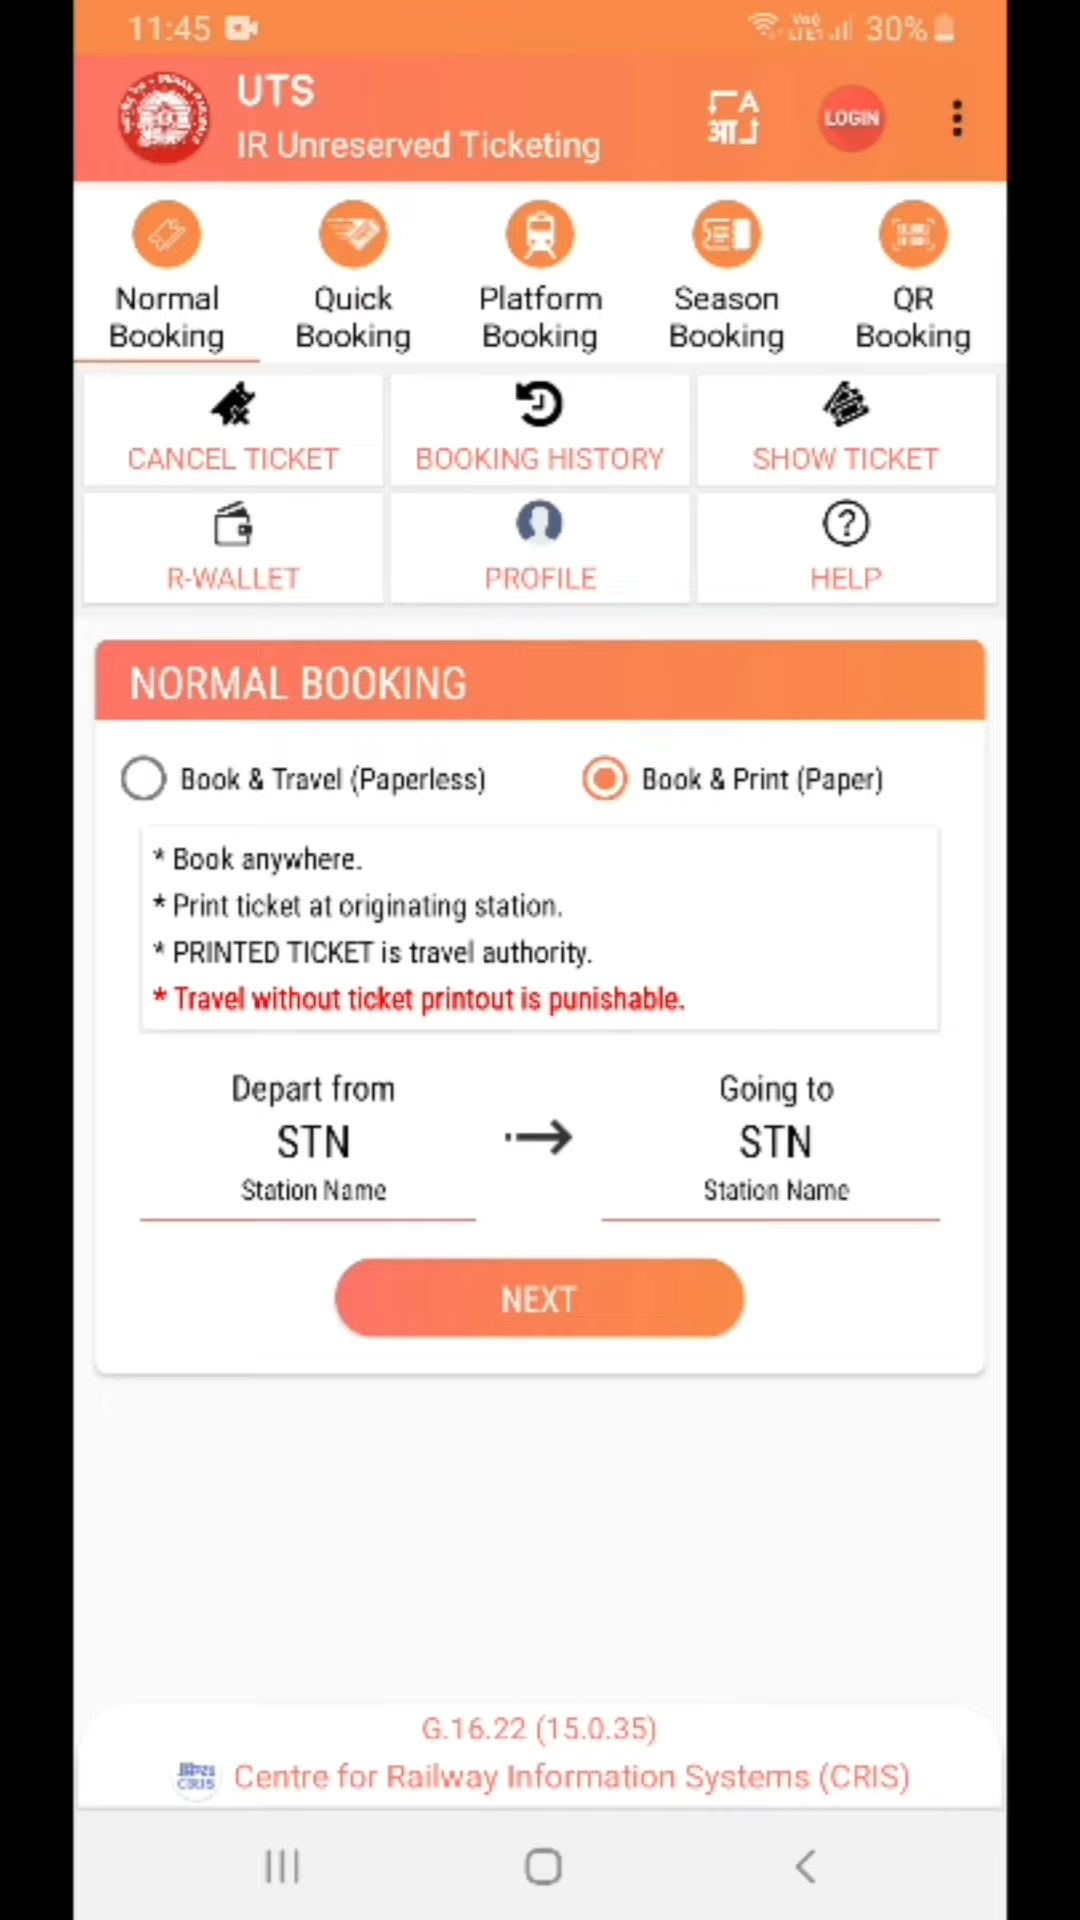 11:45
30%
UTS
IR Unreserved Ticketing
A
आ
LOGIN
Normal Booking
Quick Booking
Platform Booking
Season Booking
QR Booking
CANCEL TICKET
BOOKING HISTORY
SHOW TICKET
R-WALLET
PROFILE
HELP
NORMAL BOOKING
Book & Travel (Paperless)
Book & Print (Paper)
* Book anywhere.
* Print ticket at originating station.
* PRINTED TICKET is travel authority.
* Travel without ticket printout is punishable.
Depart from
STN
Station Name
Going to
STN
Station Name
NEXT
G.16.22 (15.0.35)
CRIS
Centre for Railway Information Systems (CRIS)